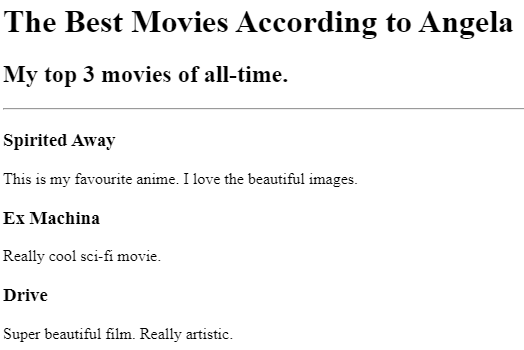 The Best Movies According to Angela
My top 3 movies of all-time.
Spirited Away
This is my favourite anime. I love the beautiful images.
Ex Machina
Really cool sci-fi movie.
Drive
Super beautiful film. Really artistic.